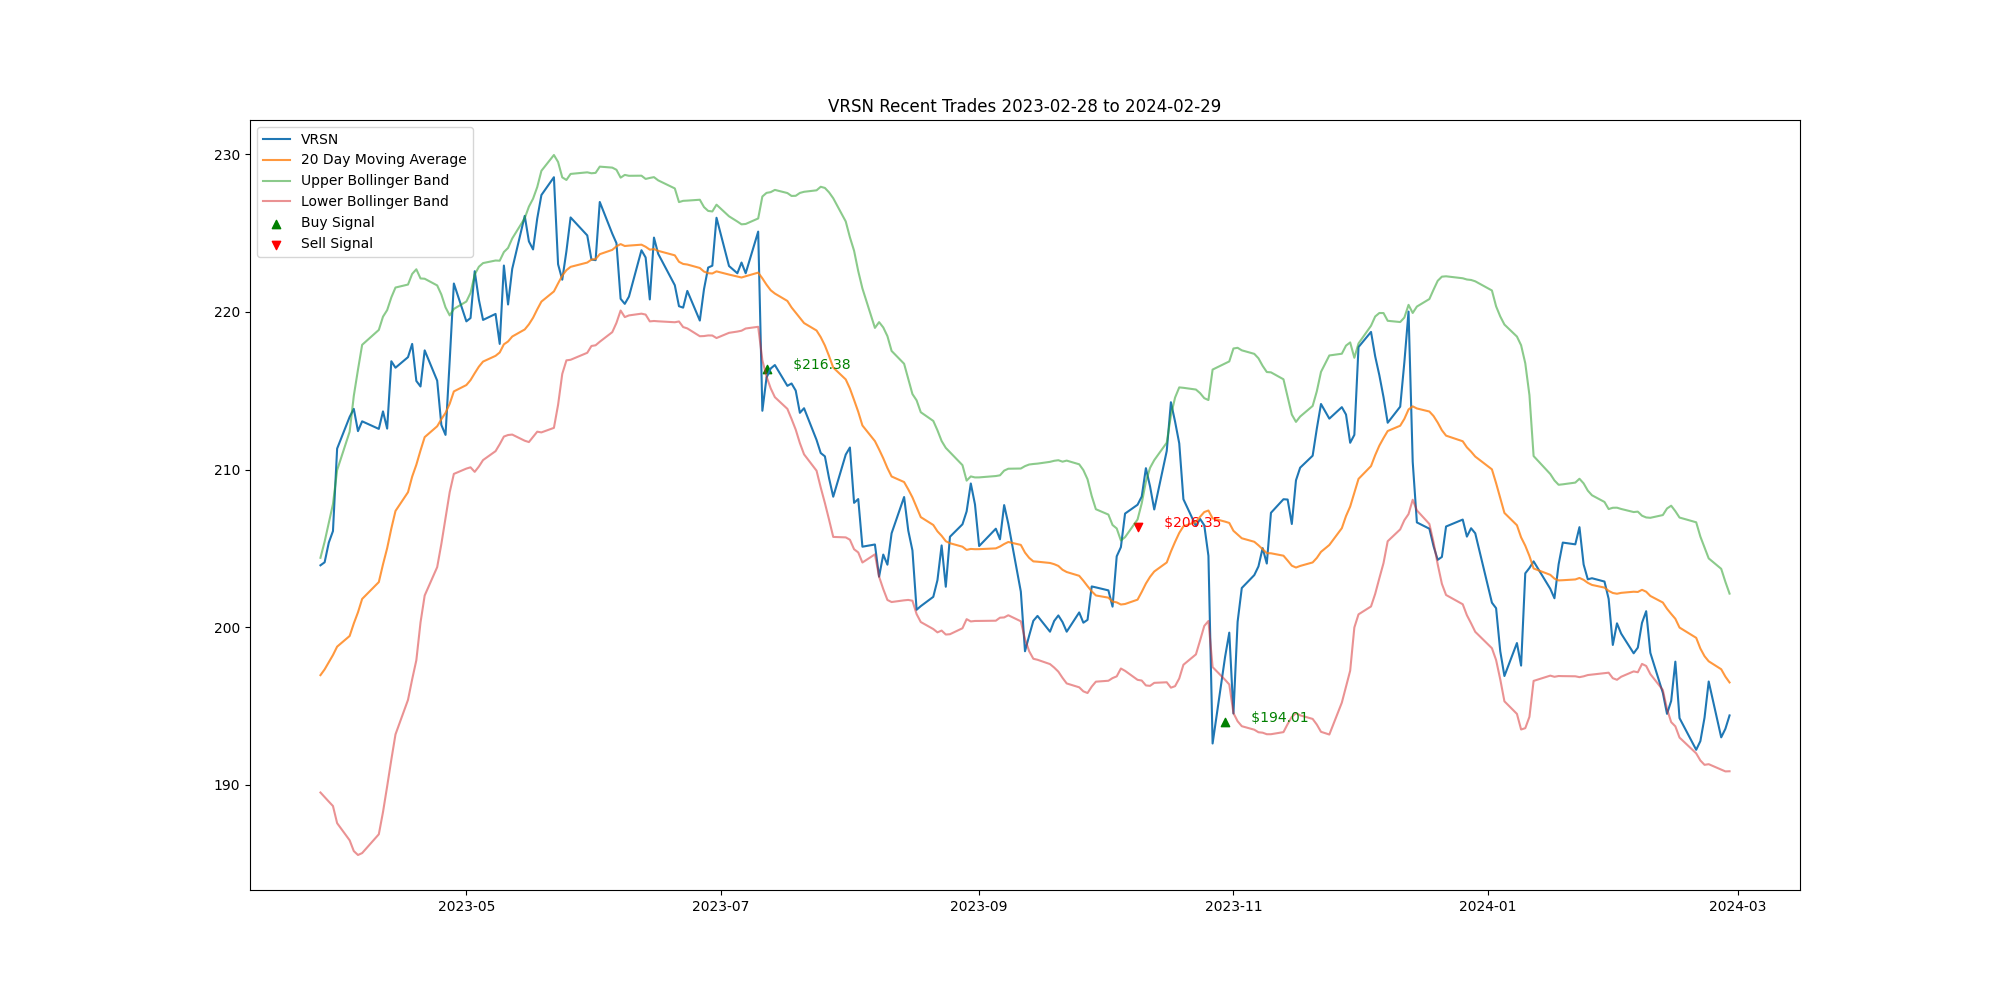 VRSN Recent Trades 2023-02-28 to 2024-02-29
VRSN
20 Day Moving Average
Upper Bollinger Band
Lower Bollinger Band
Buy Signal
Sell Signal
230
220
210
200
190
$216.38
$206.35
$194.01
2023-05
2023-07
2023-09
2023-11
2024-01
2024-03